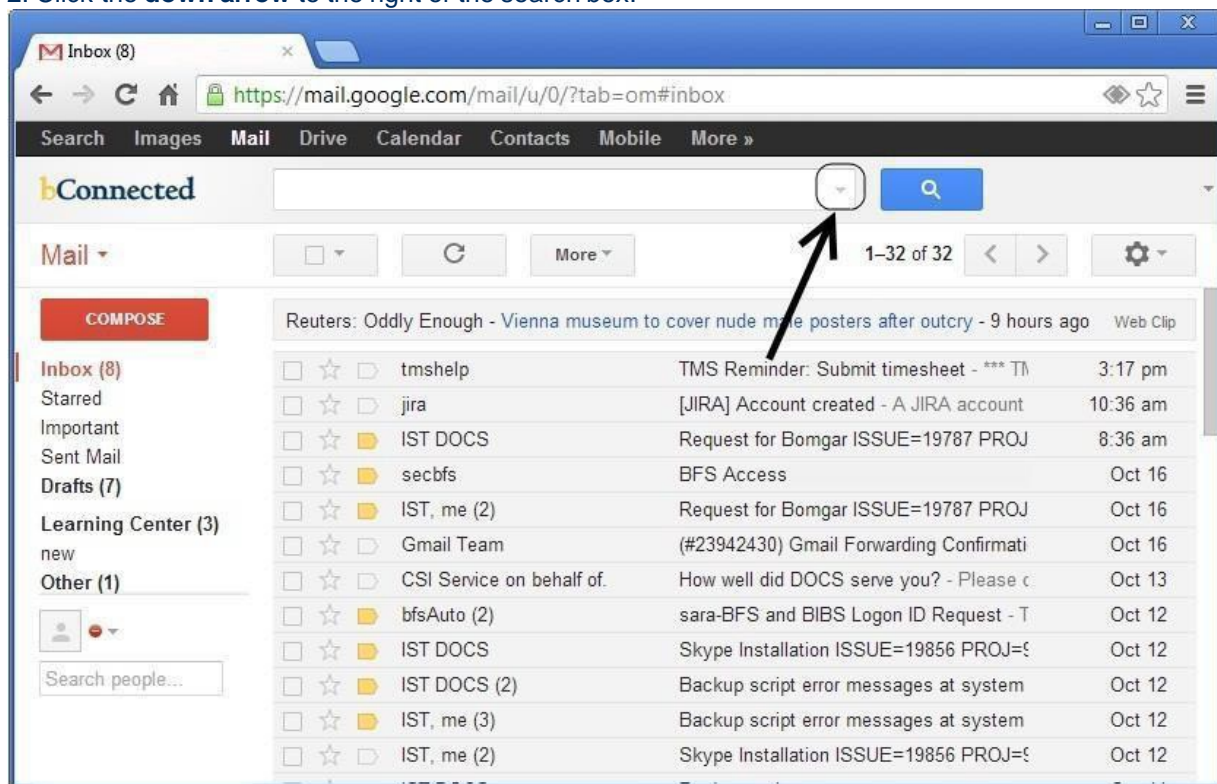 2. Click the down arrow to the right of the search box.
Inbox (8)
https://mail.google.com/mail/u/0/?tab=om#inbox
Search Images Mail Drive Calendar Contacts Mobile More »
bConnected
Mail
More
1–32 of 32
COMPOSE
Reuters: Oddly Enough - Vienna museum to cover nude male posters after outcry - 9 hours ago Web Clip
Inbox (8)
Starred
Important
Sent Mail
Drafts (7)
Learning Center (3)
new
Other (1)
Search people...
tmshelp TMS Reminder: Submit timesheet - *** TM 3:17 pm
jira [JIRA] Account created - A JIRA account 10:36 am
IST DOCS Request for Bomgar ISSUE=19787 PROJ 8:36 am
secbfs BFS Access Oct 16
IST, me (2) Request for Bomgar ISSUE=19787 PROJ Oct 16
Gmail Team (#23942430) Gmail Forwarding Confirmati Oct 16
CSI Service on behalf of. How well did DOCS serve you? - Please Oct 13
bfsAuto (2) sara-BFS and BIBS Logon ID Request - T Oct 12
IST DOCS Skype Installation ISSUE=19856 Oct 12
IST DOCS (2) Backup script error messages at system Oct 12
IST, me (3) Backup script error messages at system Oct 12
IST, me (2) Skype Installation ISSUE=19856 Oct 12